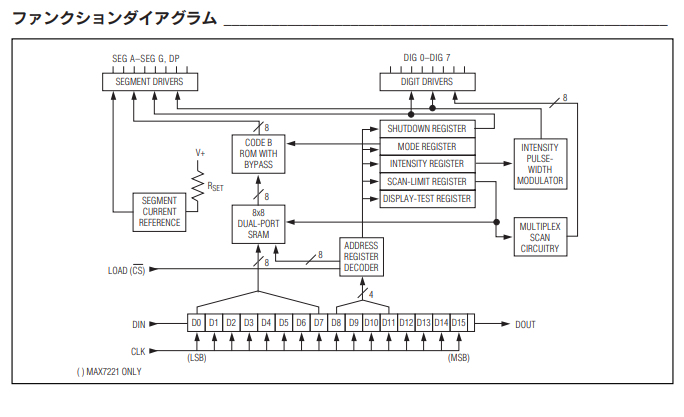 ファンクションダイアグラム
SEG A–SEG G, DP
DIG 0–DIG 7
SEGMENT DRIVERS
DIGIT DRIVERS
8
8
CODE B
ROM WITH
BYPASS
SHUTDOWN REGISTER
MODE REGISTER
INTENSITY REGISTER
SCAN-LIMIT REGISTER
DISPLAY-TEST REGISTER
INTENSITY
PULSE-
WIDTH
MODULATOR
V+
RSET
SEGMENT
CURRENT
REFERENCE
8
8x8
DUAL-PORT
SRAM
MULTIPLEX
SCAN
CIRCUITRY
ADDRESS
REGISTER
DECODER
8
8
LOAD (C̅S̅)
4
DIN
D0 D1 D2 D3 D4 D5 D6 D7 D8 D9 D10 D11 D12 D13 D14 D15
DOUT
CLK
(LSB)
(MSB)
( ) MAX7221 ONLY